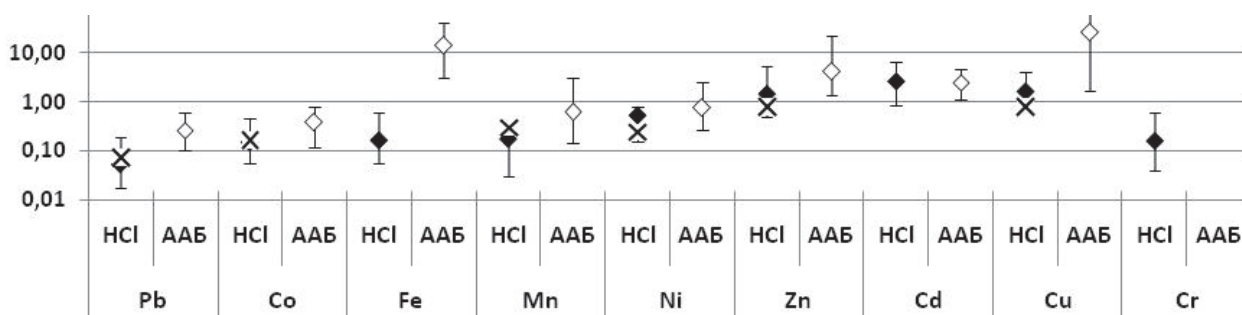 10,00
1,00
0,10
0,01
HCl ААБ HCl ААБ HCl ААБ HCl ААБ HCl ААБ HCl ААБ HCl ААБ HCl ААБ HCl ААБ
Pb Co Fe Mn Ni Zn Cd Cu Cr